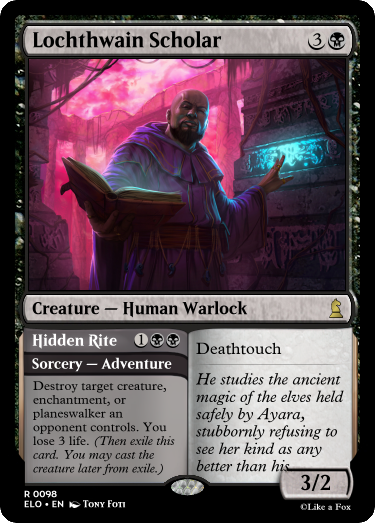 Lochthwain Scholar 3
Creature — Human Warlock
Hidden Rite 1
Sorcery — Adventure
Destroy target creature,
enchantment, or
planeswalker an
opponent controls. You
lose 3 life. (Then exile this
card. You may cast the
creature later from exile.)
Deathtouch
He studies the ancient
magic of the elves held
safely by Ayara,
stubbornly refusing to
see her kind as any
better than his
3/2
R 0098
ELO • EN Tony Foti
©Like a Fox